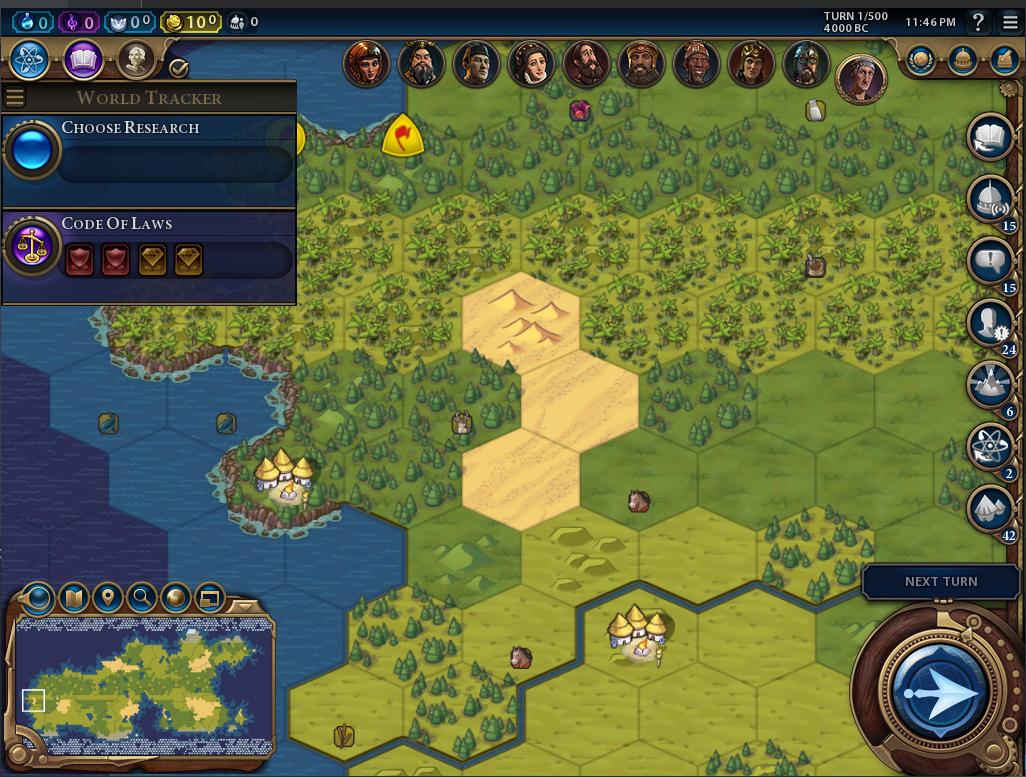 0 0 0⁰ 10⁰ 0
TURN 1/500
4000 BC
11:46 PM
?
WORLD TRACKER
CHOOSE RESEARCH
CODE OF LAWS
15
15
24
6
2
42
NEXT TURN